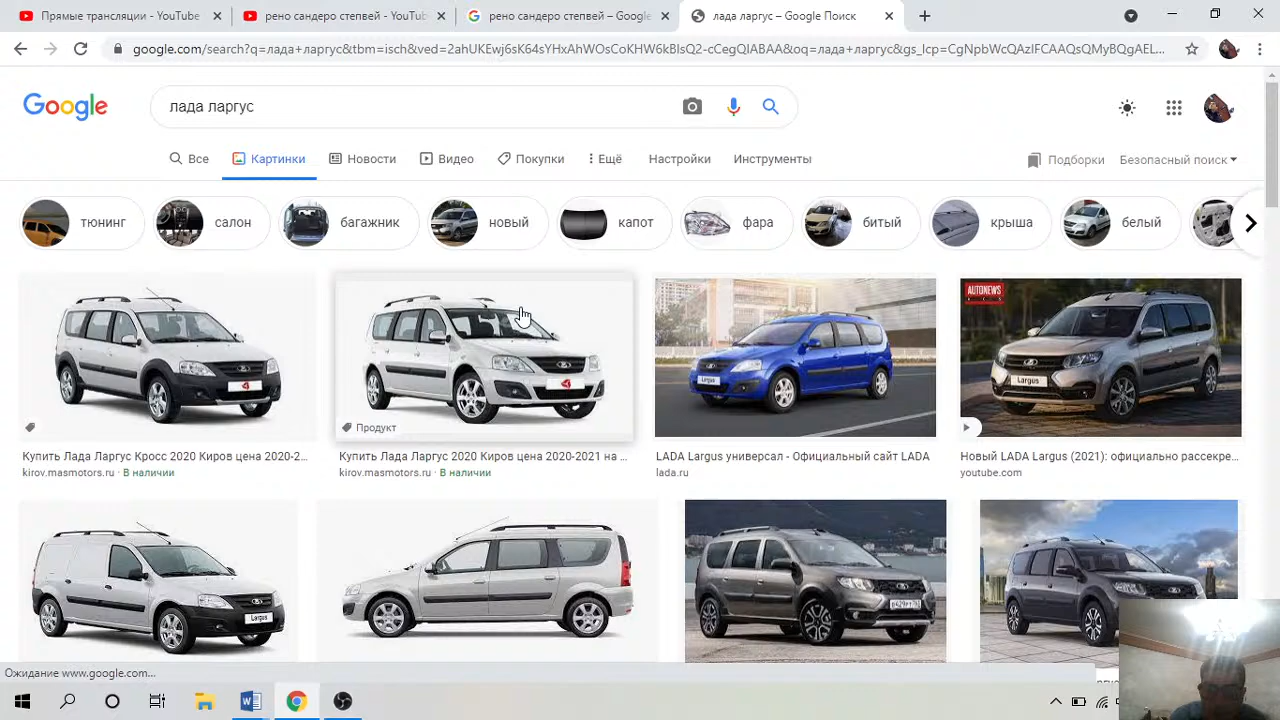 Прямые трансляции - YouTube
рено сандеро степвей - YouTub
рено сандеро степвей – Google
лада ларгус – Google Поиск
google.com/search?q=лада+ларгус&tbm=isch&ved=2ahUKEwj6sK64sYHxAhWOsCoKHW6kBlsQ2-cCegQIABAA&oq=лада+ларгус&gs_lcp=CgNpbWcQAzIFCAAQsQMyBQgAEL...
Google
лада ларгус
Все
Картинки
Новости
Видео
Покупки
Ещё
Настройки
Инструменты
Подборки
Безопасный поиск
тюнинг
салон
багажник
новый
капот
фара
битый
крыша
белый
Продукт
Largus
AUTONEWS
Largus
Купить Лада Ларгус Кросс 2020 Киров цена 2020-2...
kirov.masmotors.ru · В наличии
Купить Лада Ларгус 2020 Киров цена 2020-2021 на ...
kirov.masmotors.ru · В наличии
LADA Largus универсал - Официальный сайт LADA
lada.ru
Новый LADA Largus (2021): официально рассекре...
youtube.com
Largus
Ожидание www.google.com...